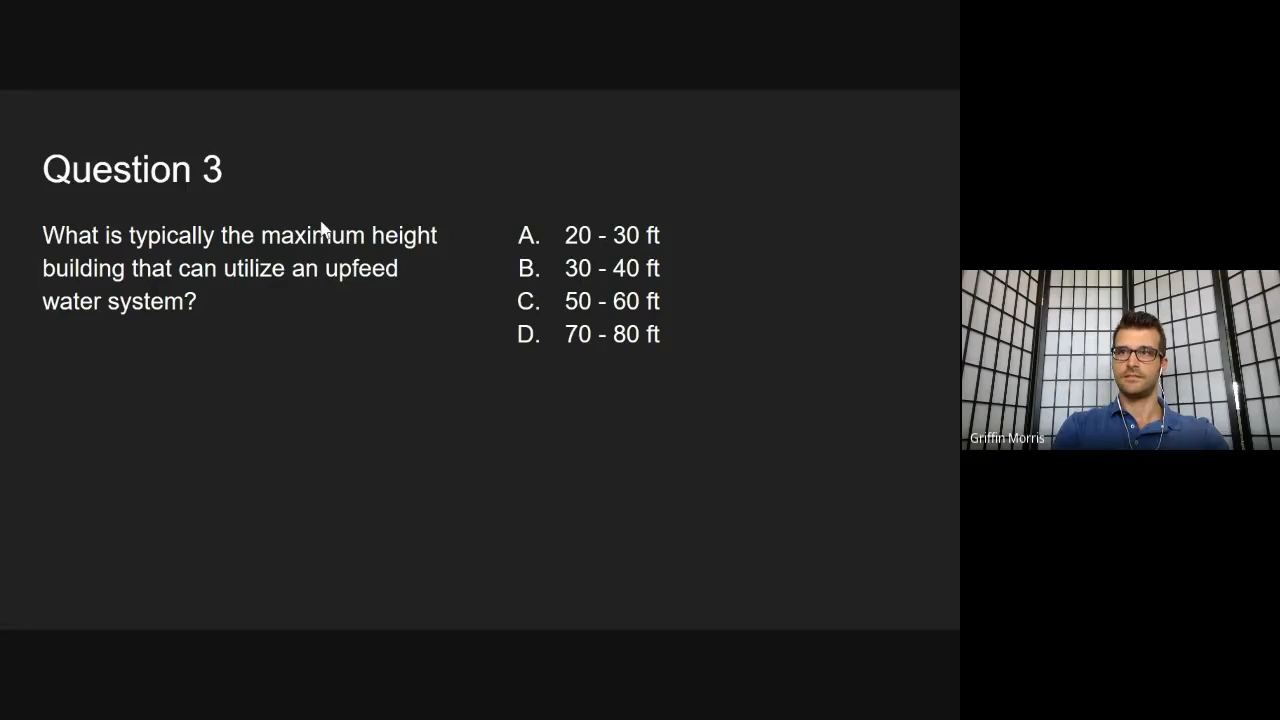 Question 3
What is typically the maximum height
building that can utilize an upfeed
water system?
A. 20 - 30 ft
B. 30 - 40 ft
C. 50 - 60 ft
D. 70 - 80 ft
Griffin Morris